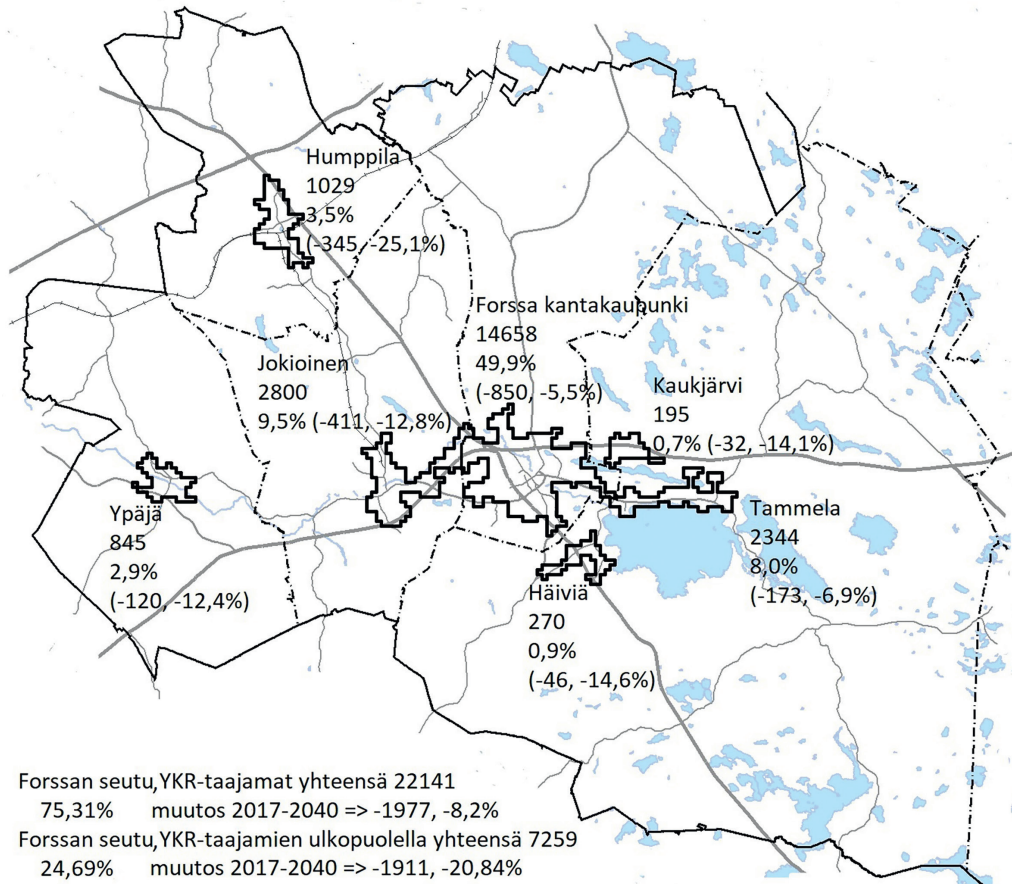 Humppila
1029
3,5%
(-345, -25,1%)
Forssa kantakaupunki
14658
49,9%
(-850, -5,5%)
Jokioinen
2800
9,5% (-411, -12,8%)
Kaukjärvi
195
0,7% (-32, -14,1%)
Ypäjä
845
2,9%
(-120, -12,4%)
Tammela
2344
8,0%
(-173, -6,9%)
Häiviä
270
0,9%
(-46, -14,6%)
Forssan seutu,YKR-taajamat yhteensä 22141
75,31% muutos 2017-2040 => -1977, -8,2%
Forssan seutu,YKR-taajamien ulkopuolella yhteensä 7259
24,69% muutos 2017-2040 => -1911, -20,84%